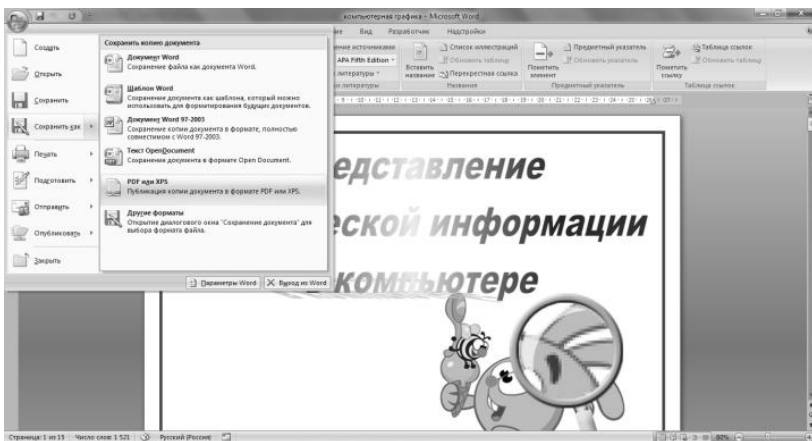 компьютерная графика - Microsoft Word
Создать
Открыть
Сохранить
Сохранить как
Печать
Подготовить
Отправить
Опубликовать
Закрыть
Сохранить копию документа
Документ Word
Сохранение файла как документа Word.
Шаблон Word
Сохранение документа как шаблона, который можно
использовать для форматирования будущих документов.
Документ Word 97-2003
Сохранение копии документа в формате, полностью
совместимом с Word 97-2003.
Текст OpenDocument
Сохранение документа в формате Open Document.
PDF или XPS
Публикация копии документа в формате PDF или XPS.
Другие форматы
Открытие диалогового окна "Сохранение документа" для
выбора формата файла.
Параметры Word
Выход из Word
ие Вид Разработчик Надстройки
ение источниками
APA Fifth Edition
литературы
литературы
Вставить
название
Список иллюстраций
Обновить таблицу
Перекрестная ссылка
Названия
Пометить
элемент
Предметный указатель
Обновить указатель
Предметный указатель
Пометить
ссылку
Таблица ссылок
Обновить таблицу
Таблица ссылок
едставление
еской информации
компьютере
Страница: 1 из 15 Число слов: 1 521 Русский (Россия)
80%